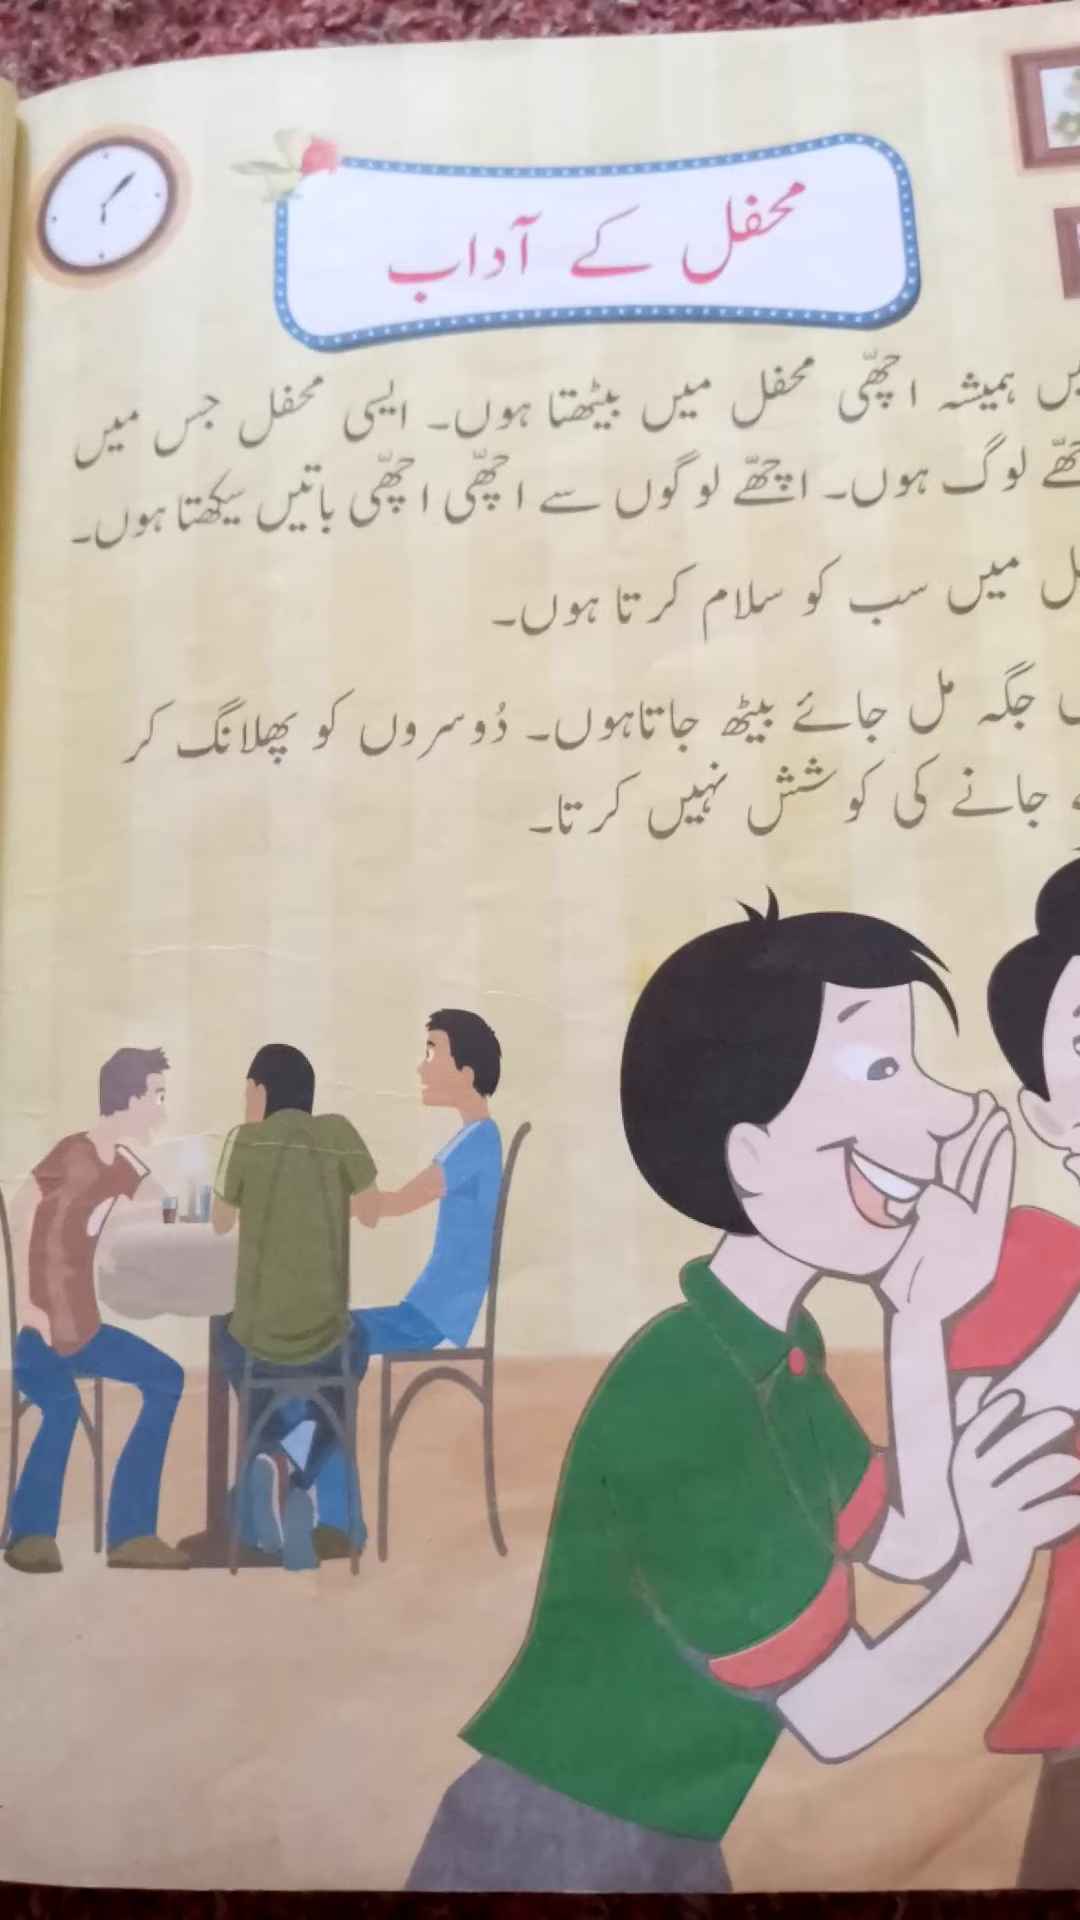 محفل کے آداب
ہمیشہ اچھّی محفل میں بیٹھتا ہوں۔ ایسی محفل جس میں
لوگ ہوں۔ اچھّے لوگوں سے اچھّی اچھّی باتیں سیکھتا ہوں۔
میں سب کو سلام کرتا ہوں۔
جگہ مل جائے بیٹھ جاتاہوں۔ دُوسروں کو پھلانگ کر
جانے کی کوشش نہیں کرتا۔